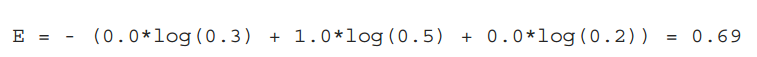 E = - (0.0*log(0.3) + 1.0*log(0.5) + 0.0*log(0.2)) = 0.69